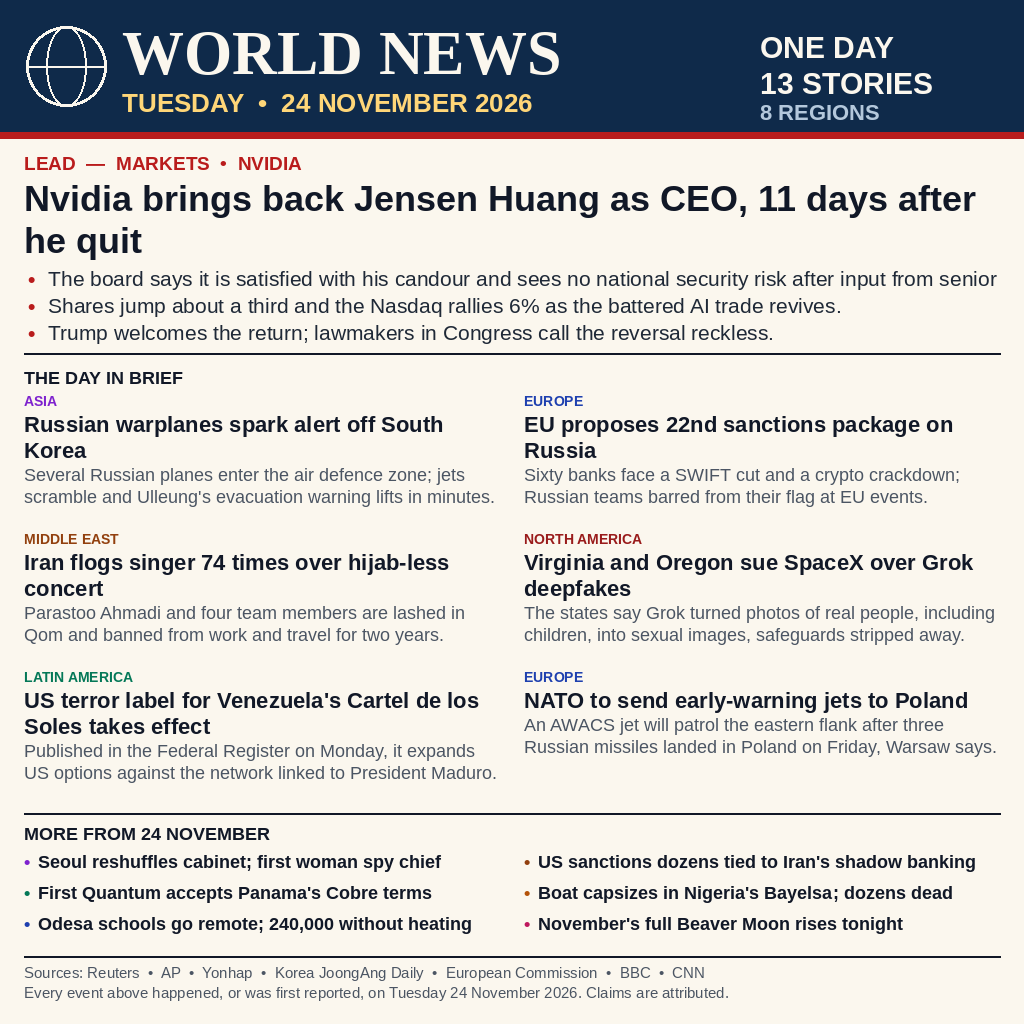 WORLD NEWS
TUESDAY • 24 NOVEMBER 2026
ONE DAY
13 STORIES
8 REGIONS
LEAD — MARKETS • NVIDIA
Nvidia brings back Jensen Huang as CEO, 11 days after
he quit
• The board says it is satisfied with his candour and sees no national security risk after input from senior
• Shares jump about a third and the Nasdaq rallies 6% as the battered AI trade revives.
• Trump welcomes the return; lawmakers in Congress call the reversal reckless.
THE DAY IN BRIEF
ASIA
Russian warplanes spark alert off South
Korea
Several Russian planes enter the air defence zone; jets
scramble and Ulleung's evacuation warning lifts in minutes.
EUROPE
EU proposes 22nd sanctions package on
Russia
Sixty banks face a SWIFT cut and a crypto crackdown;
Russian teams barred from their flag at EU events.
MIDDLE EAST
Iran flogs singer 74 times over hijab-less
concert
Parastoo Ahmadi and four team members are lashed in
Qom and banned from work and travel for two years.
NORTH AMERICA
Virginia and Oregon sue SpaceX over Grok
deepfakes
The states say Grok turned photos of real people, including
children, into sexual images, safeguards stripped away.
LATIN AMERICA
US terror label for Venezuela's Cartel de los
Soles takes effect
Published in the Federal Register on Monday, it expands
US options against the network linked to President Maduro.
EUROPE
NATO to send early-warning jets to Poland
An AWACS jet will patrol the eastern flank after three
Russian missiles landed in Poland on Friday, Warsaw says.
MORE FROM 24 NOVEMBER
• Seoul reshuffles cabinet; first woman spy chief
• US sanctions dozens tied to Iran's shadow banking
• First Quantum accepts Panama's Cobre terms
• Boat capsizes in Nigeria's Bayelsa; dozens dead
• Odesa schools go remote; 240,000 without heating
• November's full Beaver Moon rises tonight
Sources: Reuters • AP • Yonhap • Korea JoongAng Daily • European Commission • BBC • CNN
Every event above happened, or was first reported, on Tuesday 24 November 2026. Claims are attributed.